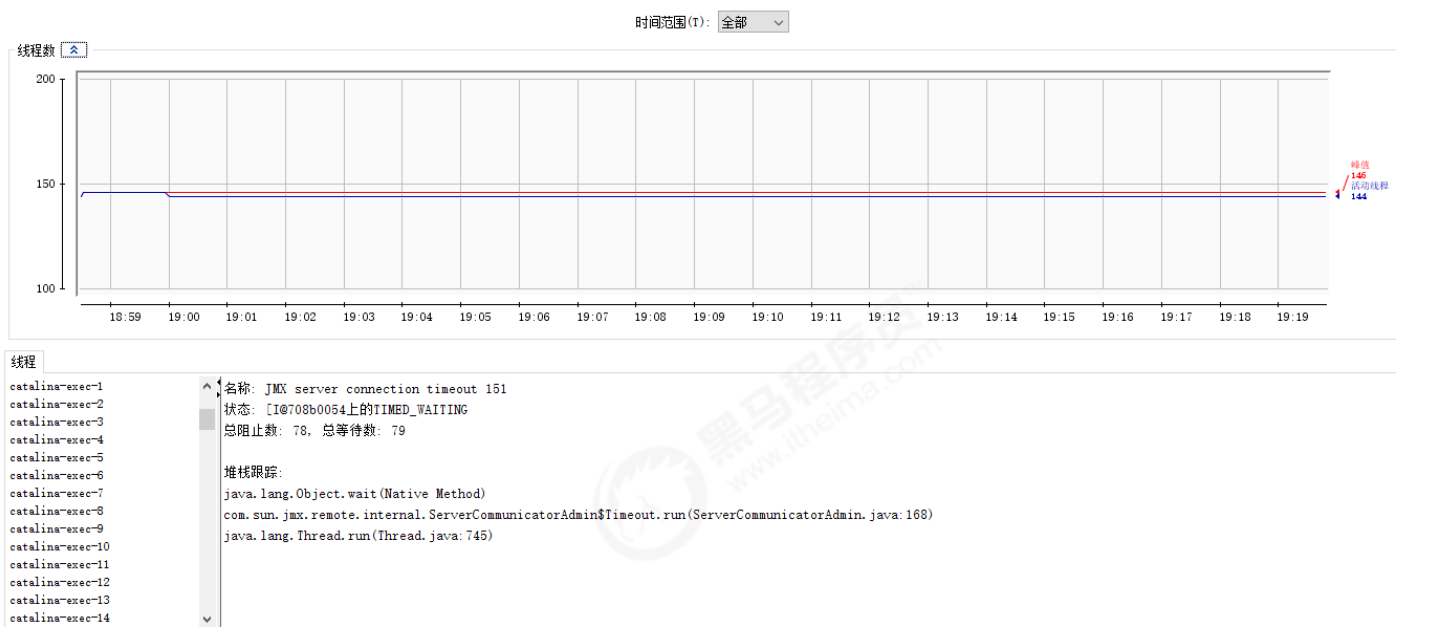 时间范围(T): 全部
线程数
200
150
100
峰值
146
活动线程
144
18:59 19:00 19:01 19:02 19:03 19:04 19:05 19:06 19:07 19:08 19:09 19:10 19:11 19:12 19:13 19:14 19:15 19:16 19:17 19:18 19:19
线程
catalina-exec-1
catalina-exec-2
catalina-exec-3
catalina-exec-4
catalina-exec-5
catalina-exec-6
catalina-exec-7
catalina-exec-8
catalina-exec-9
catalina-exec-10
catalina-exec-11
catalina-exec-12
catalina-exec-13
catalina-exec-14
名称: JMX server connection timeout 151
状态: [I@708b0054上的TIMED_WAITING
总阻止数: 78, 总等待数: 79
堆栈跟踪:
java.lang.Object.wait(Native Method)
com.sun.jmx.remote.internal.ServerCommunicatorAdmin$Timeout.run(ServerCommunicatorAdmin.java:168)
java.lang.Thread.run(Thread.java:745)
黑马程序员™
www.itheima.com